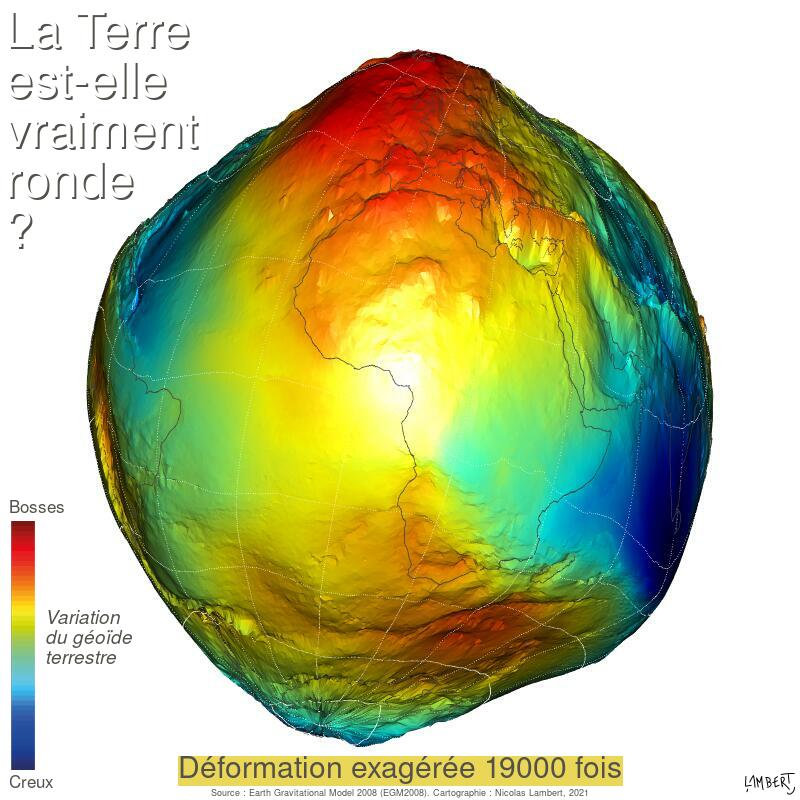 La Terre
est-elle
vraiment
ronde
?
Bosses
Variation
du géoïde
terrestre
Creux
Déformation exagérée 19000 fois
Source : Earth Gravitational Model 2008 (EGM2008). Cartographie : Nicolas Lambert, 2021
LAMBERT